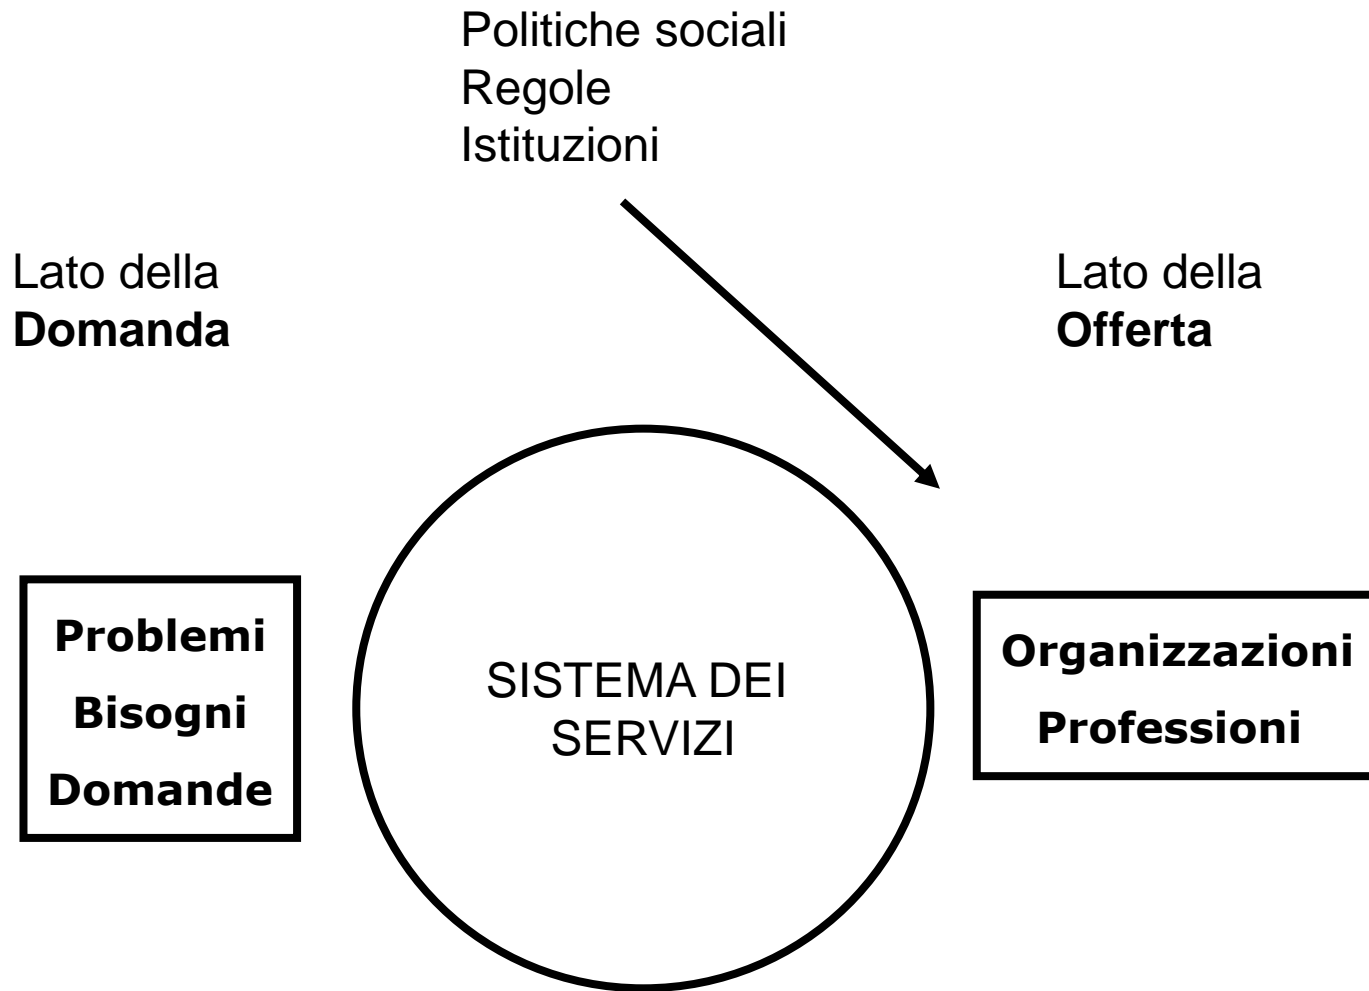 Politiche sociali
Regole
Istituzioni
Lato della
Domanda
Lato della
Offerta
Problemi
Bisogni
Domande
SISTEMA DEI
SERVIZI
Organizzazioni
Professioni